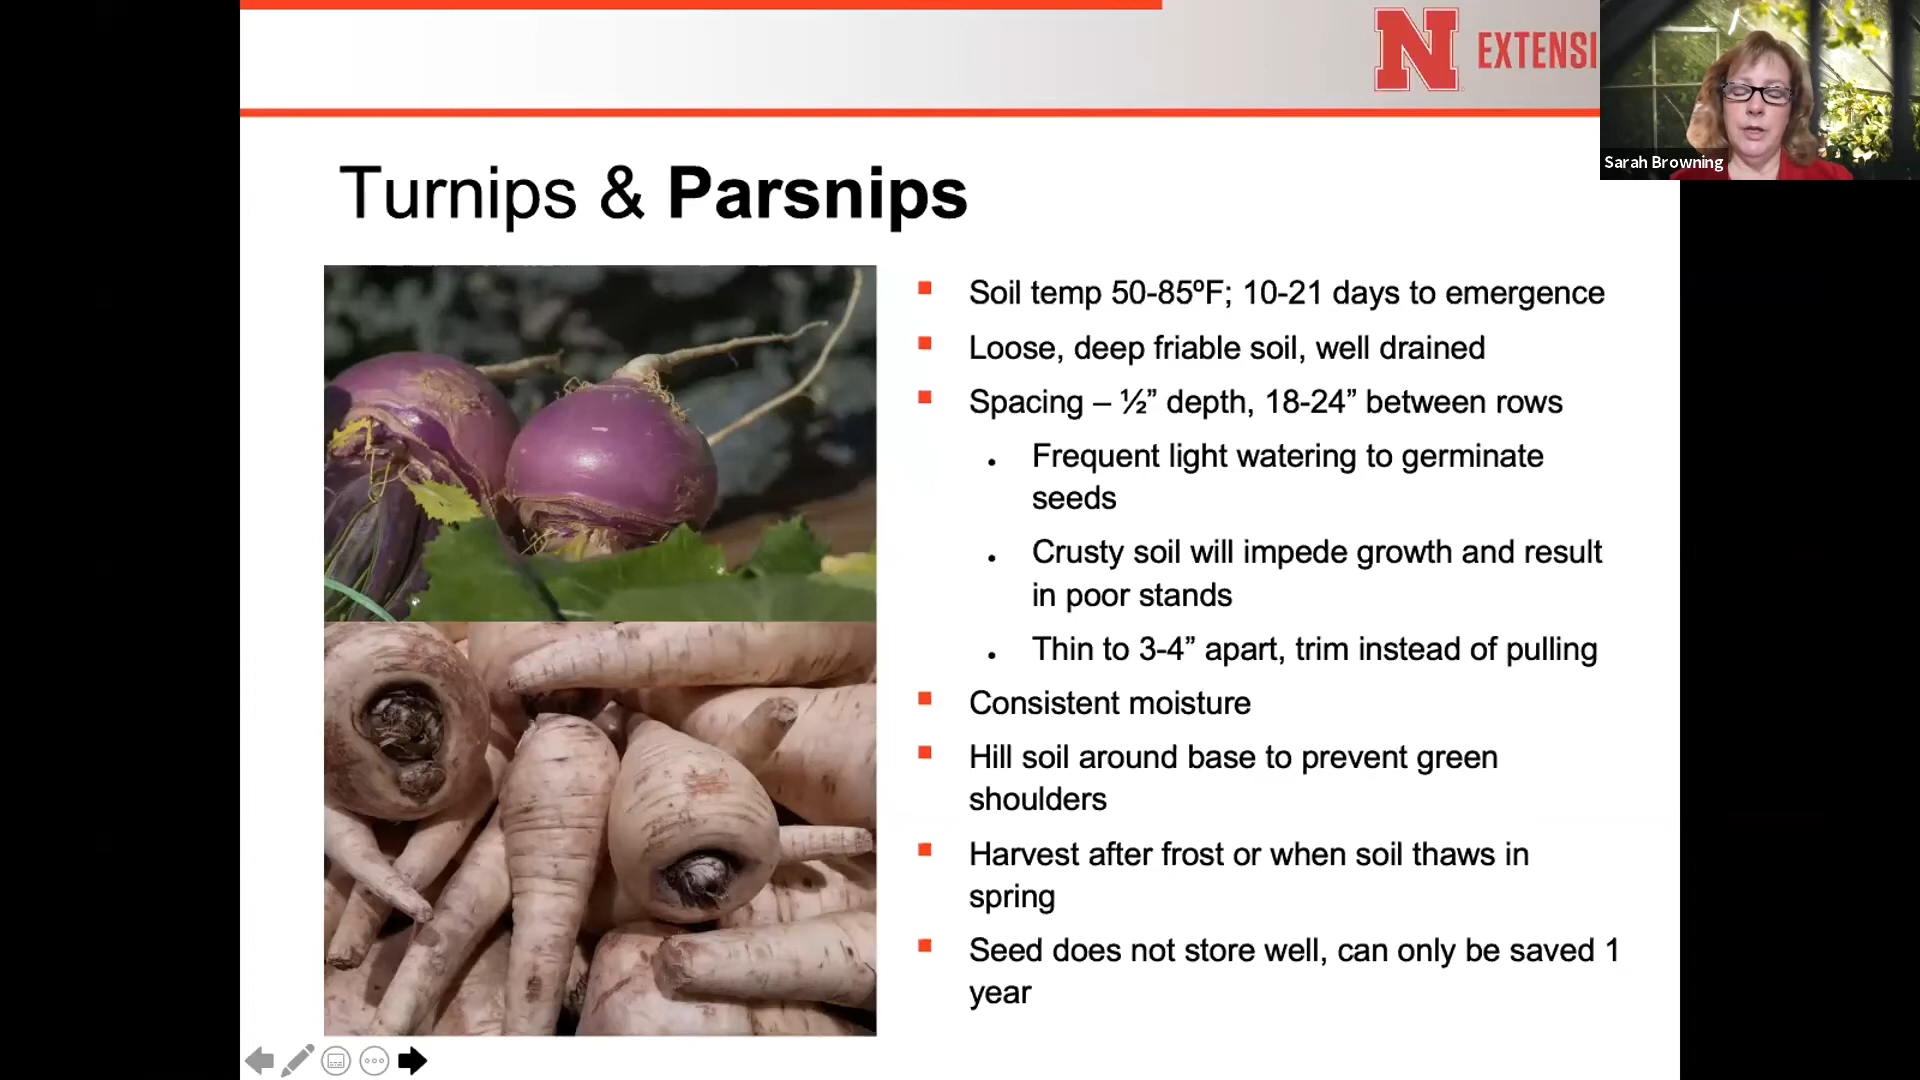 N EXTENSI
Sarah Browning
Turnips & Parsnips
Soil temp 50-85ºF; 10-21 days to emergence
Loose, deep friable soil, well drained
Spacing – ½” depth, 18-24” between rows
Frequent light watering to germinate
seeds
Crusty soil will impede growth and result
in poor stands
Thin to 3-4” apart, trim instead of pulling
Consistent moisture
Hill soil around base to prevent green
shoulders
Harvest after frost or when soil thaws in
spring
Seed does not store well, can only be saved 1
year